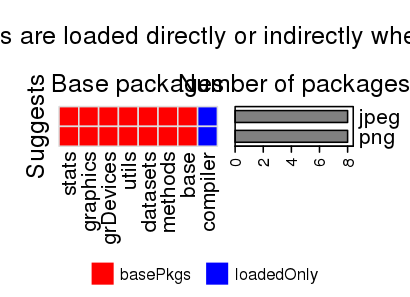 s are loaded directly or indirectly whe
Base packages
Number of packages
Suggests
jpeg
png
0 2 4 6 8
stats
graphics
grDevices
utils
datasets
methods
base
compiler
basePkgs
loadedOnly